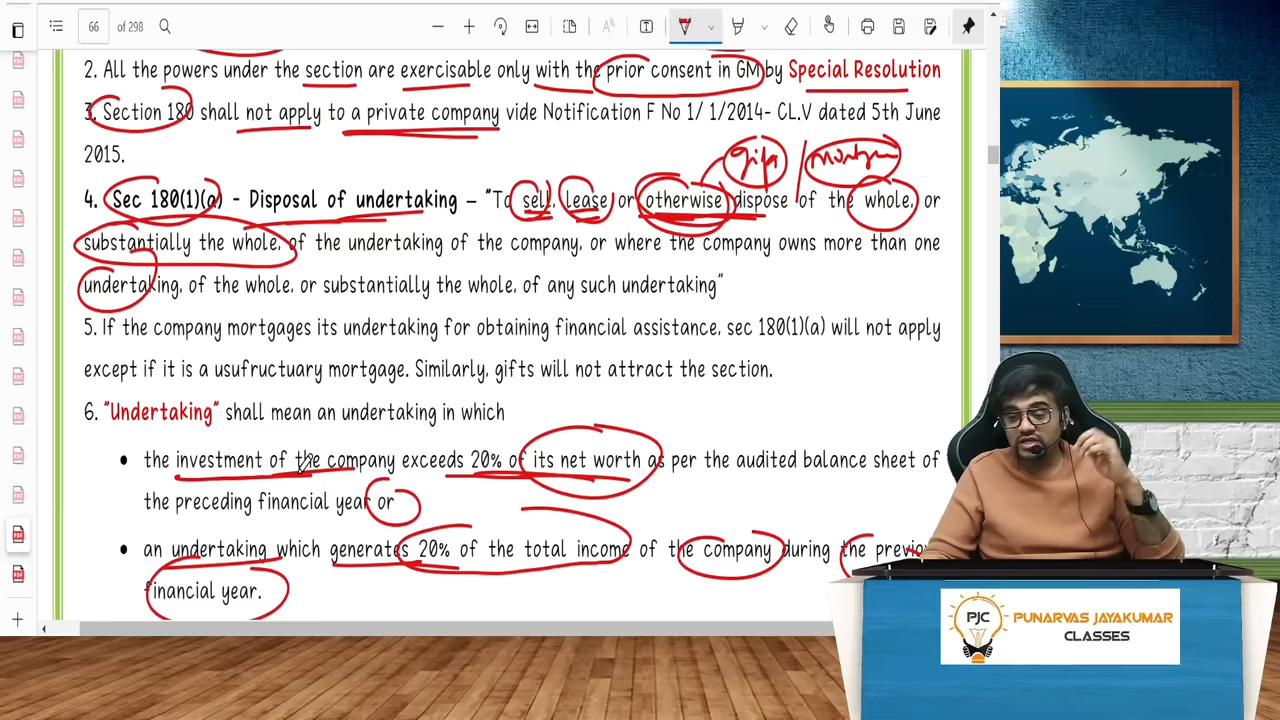 66 of 298
2. All the powers under the section are exercisable only with the prior consent in GM by Special Resolution
3. Section 180 shall not apply to a private company vide Notification F No 1/ 1/2014- CL.V dated 5th June
2015.
Gift / Mortgage
4. Sec 180(1)(a) - Disposal of undertaking – "To sell, lease or otherwise dispose of the whole, or
substantially the whole, of the undertaking of the company, or where the company owns more than one
undertaking, of the whole, or substantially the whole, of any such undertaking"
5. If the company mortgages its undertaking for obtaining financial assistance, sec 180(1)(a) will not apply
except if it is a usufructuary mortgage. Similarly, gifts will not attract the section.
6. "Undertaking" shall mean an undertaking in which
• the investment of the company exceeds 20% of its net worth as per the audited balance sheet of
the preceding financial year or
• an undertaking which generates 20% of the total income of the company during the
financial year.
PJC
PUNARVAS JAYAKUMAR
CLASSES